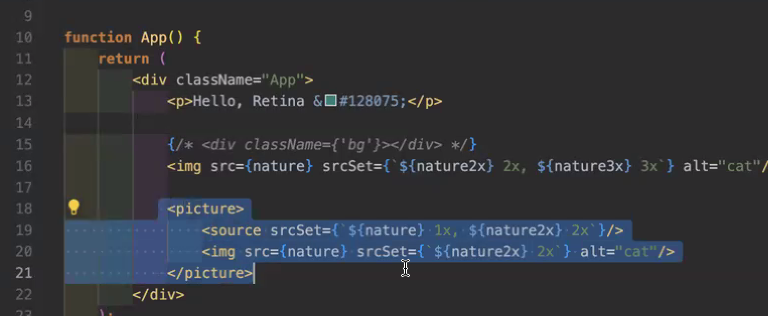 9
10 function App() {
11 return (
12 <div className="App">
13 <p>Hello, Retina &#128075;</p>
14
15 {/* <div className={'bg'}></div> */}
16 <img src={nature} srcSet={`${nature2x} 2x, ${nature3x} 3x`} alt="cat"/
17
18 <picture>
19 <source srcSet={`${nature} 1x, ${nature2x} 2x`}/>
20 <img src={nature} srcSet={`${nature2x} 2x`} alt="cat"/>
21 </picture>
22 </div>
23 );